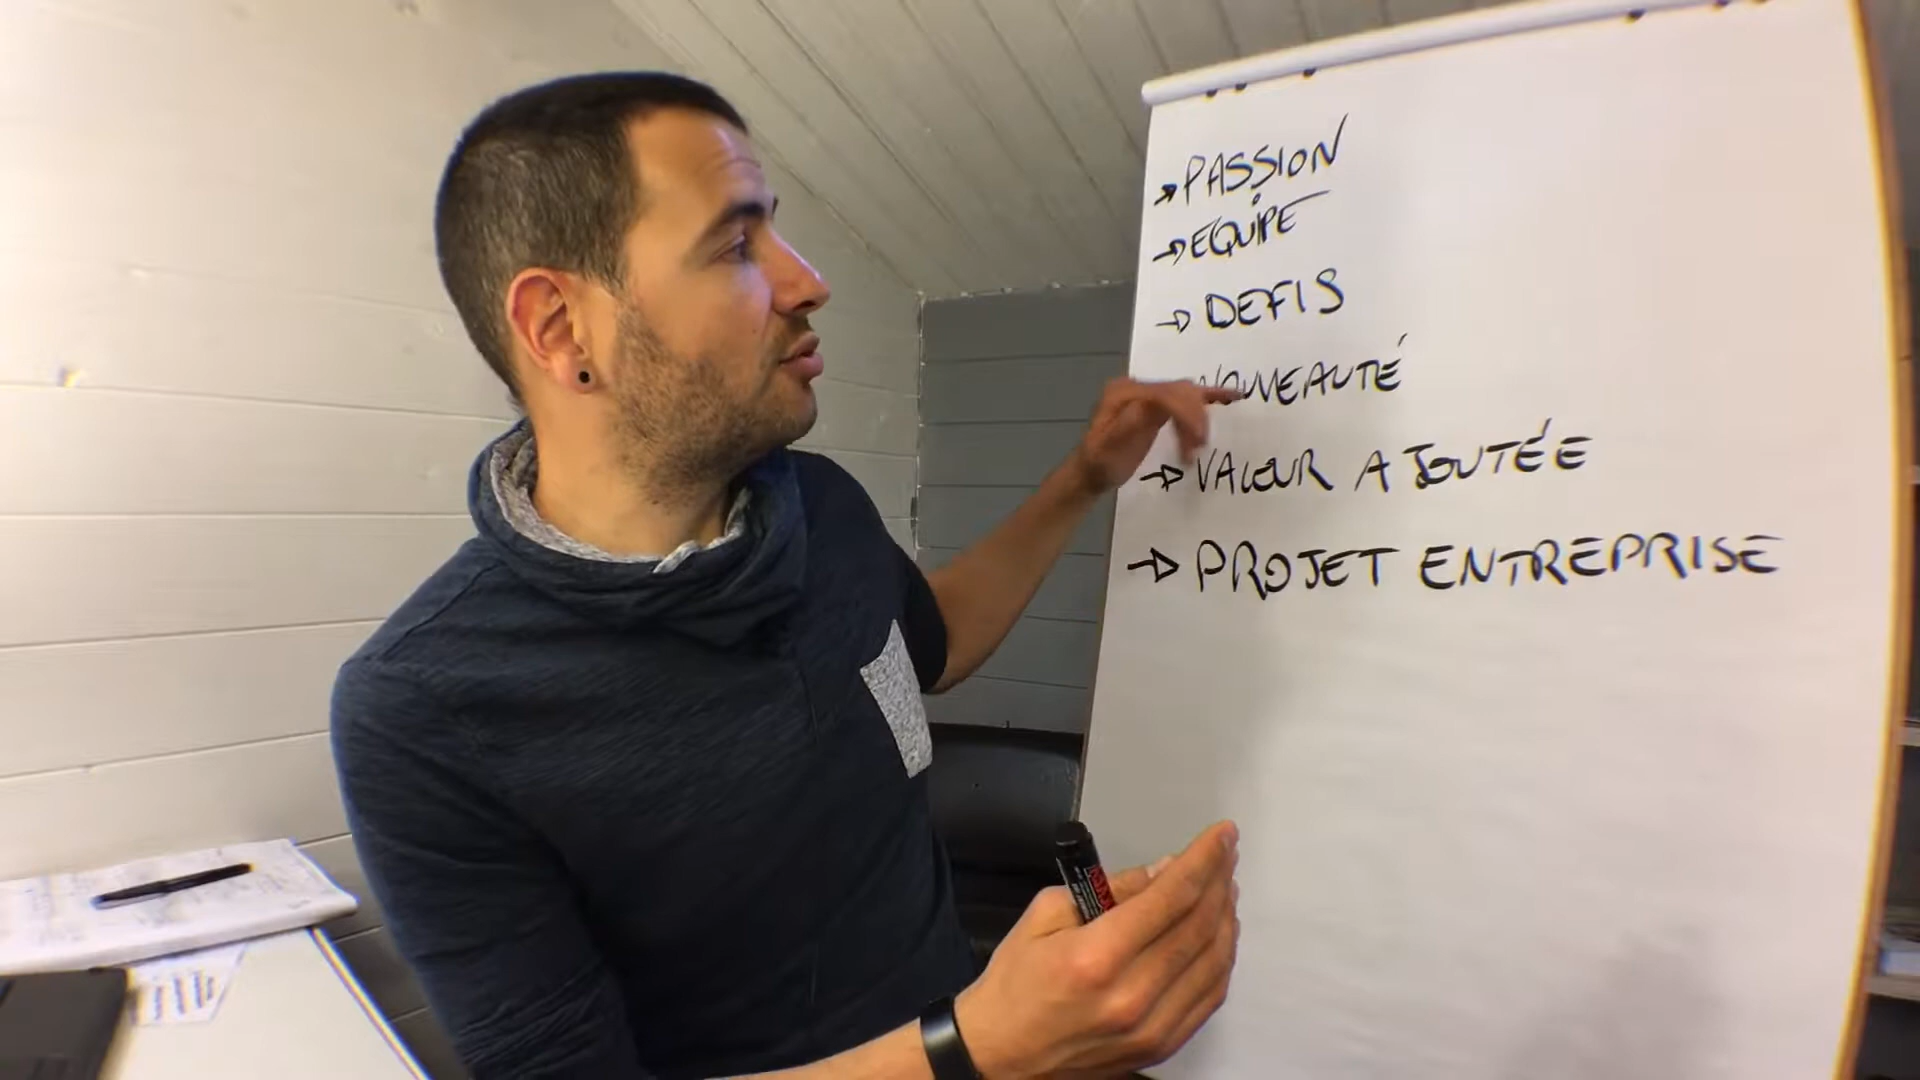 → PASSION
→ EQUIPE
→ DEFIS
NOUVEAUTÉ
→ VALEUR AJOUTÉE
→ PROJET ENTREPRISE